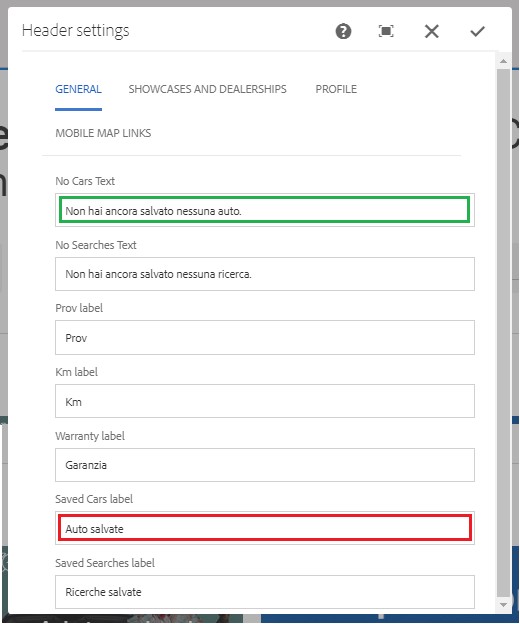 Header settings
GENERAL
SHOWCASES AND DEALERSHIPS
PROFILE
MOBILE MAP LINKS
No Cars Text
Non hai ancora salvato nessuna auto.
No Searches Text
Non hai ancora salvato nessuna ricerca.
Prov label
Prov
Km label
Km
Warranty label
Garanzia
Saved Cars label
Auto salvate
Saved Searches label
Ricerche salvate